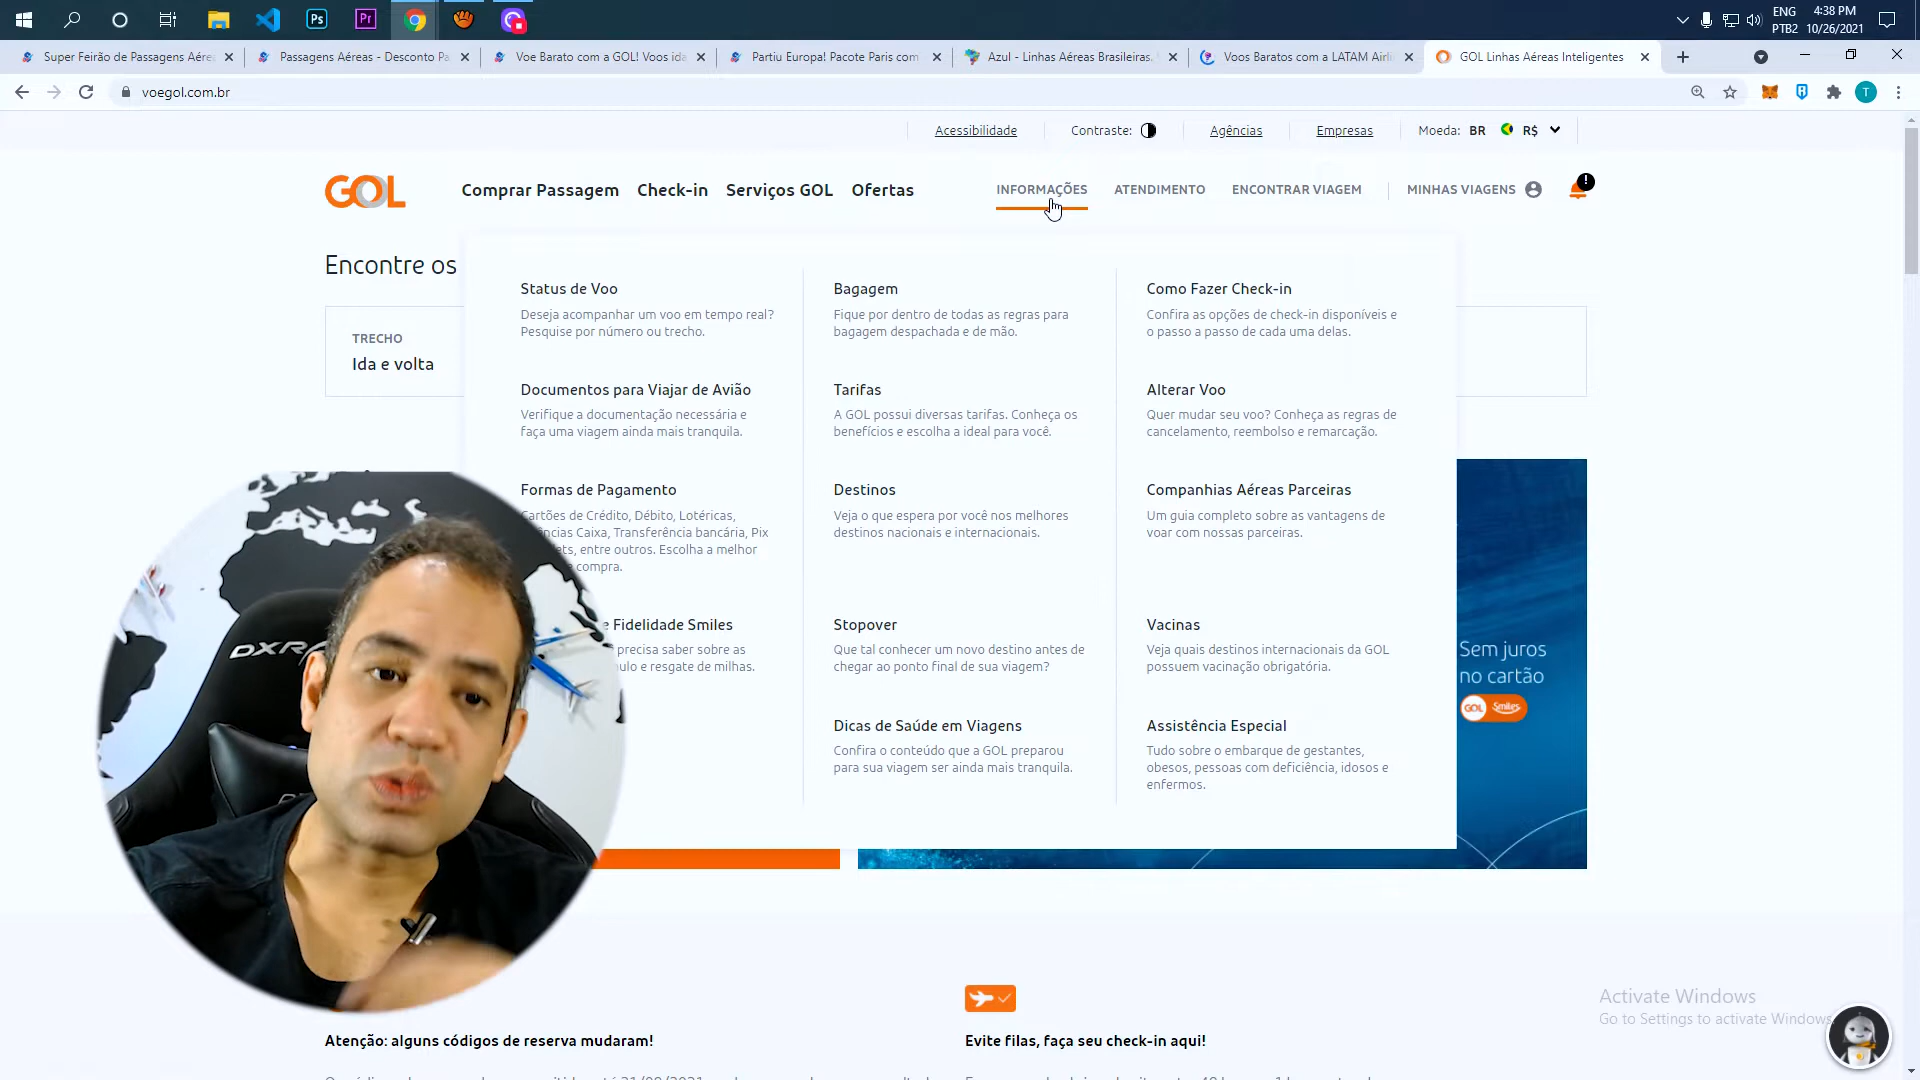 ENG
4:38 PM
PTB2
10/26/2021
Ps
Pr
Super Feirão de Passagens Aére
Passagens Aéreas - Desconto Pa
Voe Barato com a GOL! Voos ida
Partiu Europa! Pacote Paris com
Azul - Linhas Aéreas Brasileiras.
Voos Baratos com a LATAM Airli
GOL Linhas Aéreas Inteligentes
voegol.com.br
T
Acessibilidade
Contraste:
Agências
Empresas
Moeda: BR R$
GOL
Comprar Passagem
Check-in
Serviços GOL
Ofertas
INFORMAÇÕES
ATENDIMENTO
ENCONTRAR VIAGEM
MINHAS VIAGENS
!
Encontre os
TRECHO
Ida e volta
Status de Voo
Deseja acompanhar um voo em tempo real?
Pesquise por número ou trecho.
Documentos para Viajar de Avião
Verifique a documentação necessária e
faça uma viagem ainda mais tranquila.
Formas de Pagamento
Cartões de Crédito, Débito, Lotéricas,
Caixa, Transferência bancária, Pix
entre outros. Escolha a melhor
compra.
e Fidelidade Smiles
precisa saber sobre as
e resgate de milhas.
Bagagem
Fique por dentro de todas as regras para
bagagem despachada e de mão.
Tarifas
A GOL possui diversas tarifas. Conheça os
benefícios e escolha a ideal para você.
Destinos
Veja o que espera por você nos melhores
destinos nacionais e internacionais.
Stopover
Que tal conhecer um novo destino antes de
chegar ao ponto final de sua viagem?
Dicas de Saúde em Viagens
Confira o conteúdo que a GOL preparou
para sua viagem ser ainda mais tranquila.
Como Fazer Check-in
Confira as opções de check-in disponíveis e
o passo a passo de cada uma delas.
Alterar Voo
Quer mudar seu voo? Conheça as regras de
cancelamento, reembolso e remarcação.
Companhias Aéreas Parceiras
Um guia completo sobre as vantagens de
voar com nossas parceiras.
Vacinas
Veja quais destinos internacionais da GOL
possuem vacinação obrigatória.
Assistência Especial
Tudo sobre o embarque de gestantes,
obesos, pessoas com deficiência, idosos e
enfermos.
Sem juros
no cartão
GOL Smiles
DXR
Atenção: alguns códigos de reserva mudaram!
Evite filas, faça seu check-in aqui!
Activate Windows
Go to Settings to activate Windows.